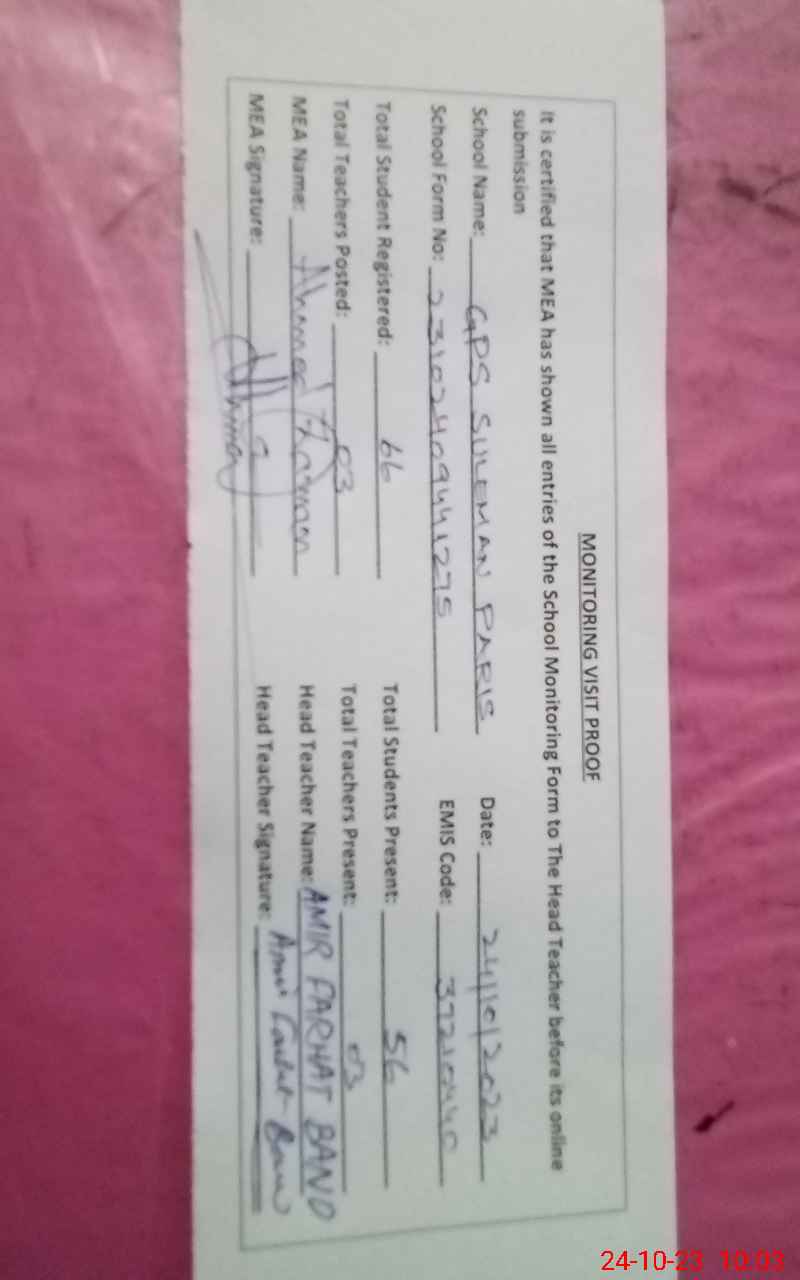 MONITORING VISIT PROOF
It is certified that MEA has shown all entries of the School Monitoring Form to The Head Teacher before its online
submission
School Name: GPS SULEMAN PARIS Date: 24/10/2023
School Form No: EMIS Code:
Total Student Registered: 66 Total Students Present: 56
Total Teachers Posted: 03 Total Teachers Present: 03
MEA Name: Head Teacher Name: AMIR FARHAT BANO
MEA Signature: Head Teacher Signature:
24-10-23 10:03